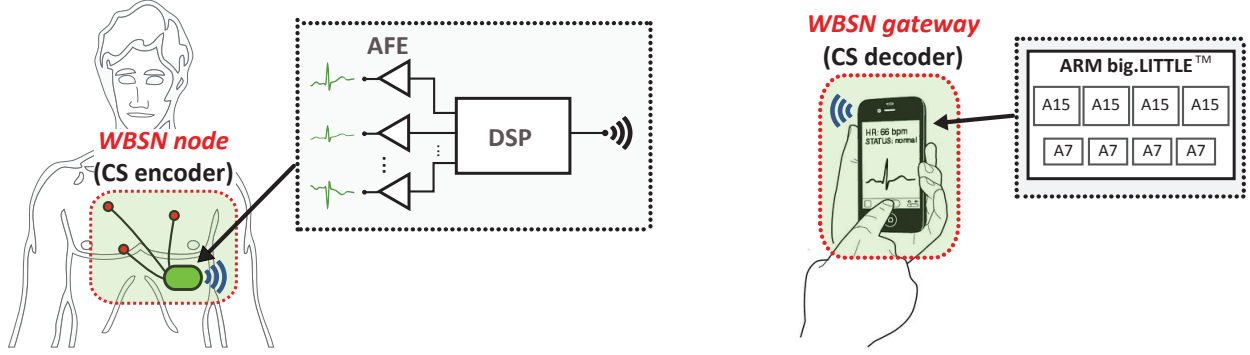 WBSN node
(CS encoder)
AFE
DSP
WBSN gateway
(CS decoder)
HR: 66 bpm
STATUS: normal
ARM big.LITTLE™
A15 A15 A15 A15
A7 A7 A7 A7